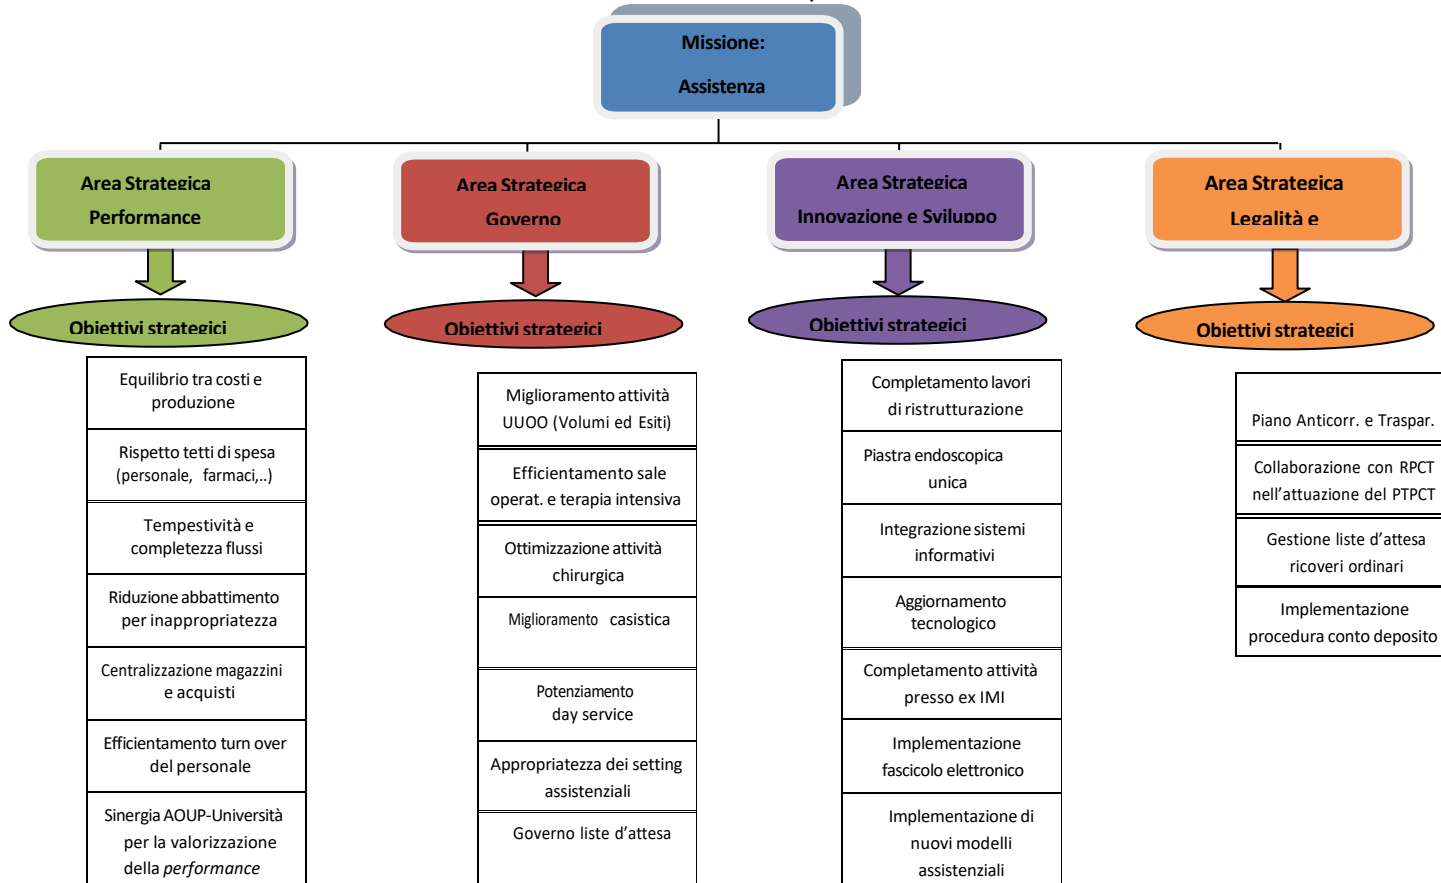 Missione:
Assistenza
Area Strategica
Performance
Obiettivi strategici
Equilibrio tra costi e
produzione
Rispetto tetti di spesa
(personale, farmaci,..)
Tempestività e
completezza flussi
Riduzione abbattimento
per inappropriatezza
Centralizzazione magazzini
e acquisti
Efficientamento turn over
del personale
Sinergia AOUP-Università
per la valorizzazione
della performance
Area Strategica
Governo
Obiettivi strategici
Miglioramento attività
UUOO (Volumi ed Esiti)
Efficientamento sale
operat. e terapia intensiva
Ottimizzazione attività
chirurgica
Miglioramento casistica
Potenziamento
day service
Appropriatezza dei setting
assistenziali
Governo liste d'attesa
Area Strategica
Innovazione e Sviluppo
Obiettivi strategici
Completamento lavori
di ristrutturazione
Piastra endoscopica
unica
Integrazione sistemi
informativi
Aggiornamento
tecnologico
Completamento attività
presso ex IMI
Implementazione
fascicolo elettronico
Implementazione di
nuovi modelli
assistenziali
Area Strategica
Legalità e
Obiettivi strategici
Piano Anticorr. e Traspar.
Collaborazione con RPCT
nell'attuazione del PTPCT
Gestione liste d'attesa
ricoveri ordinari
Implementazione
procedura conto deposito